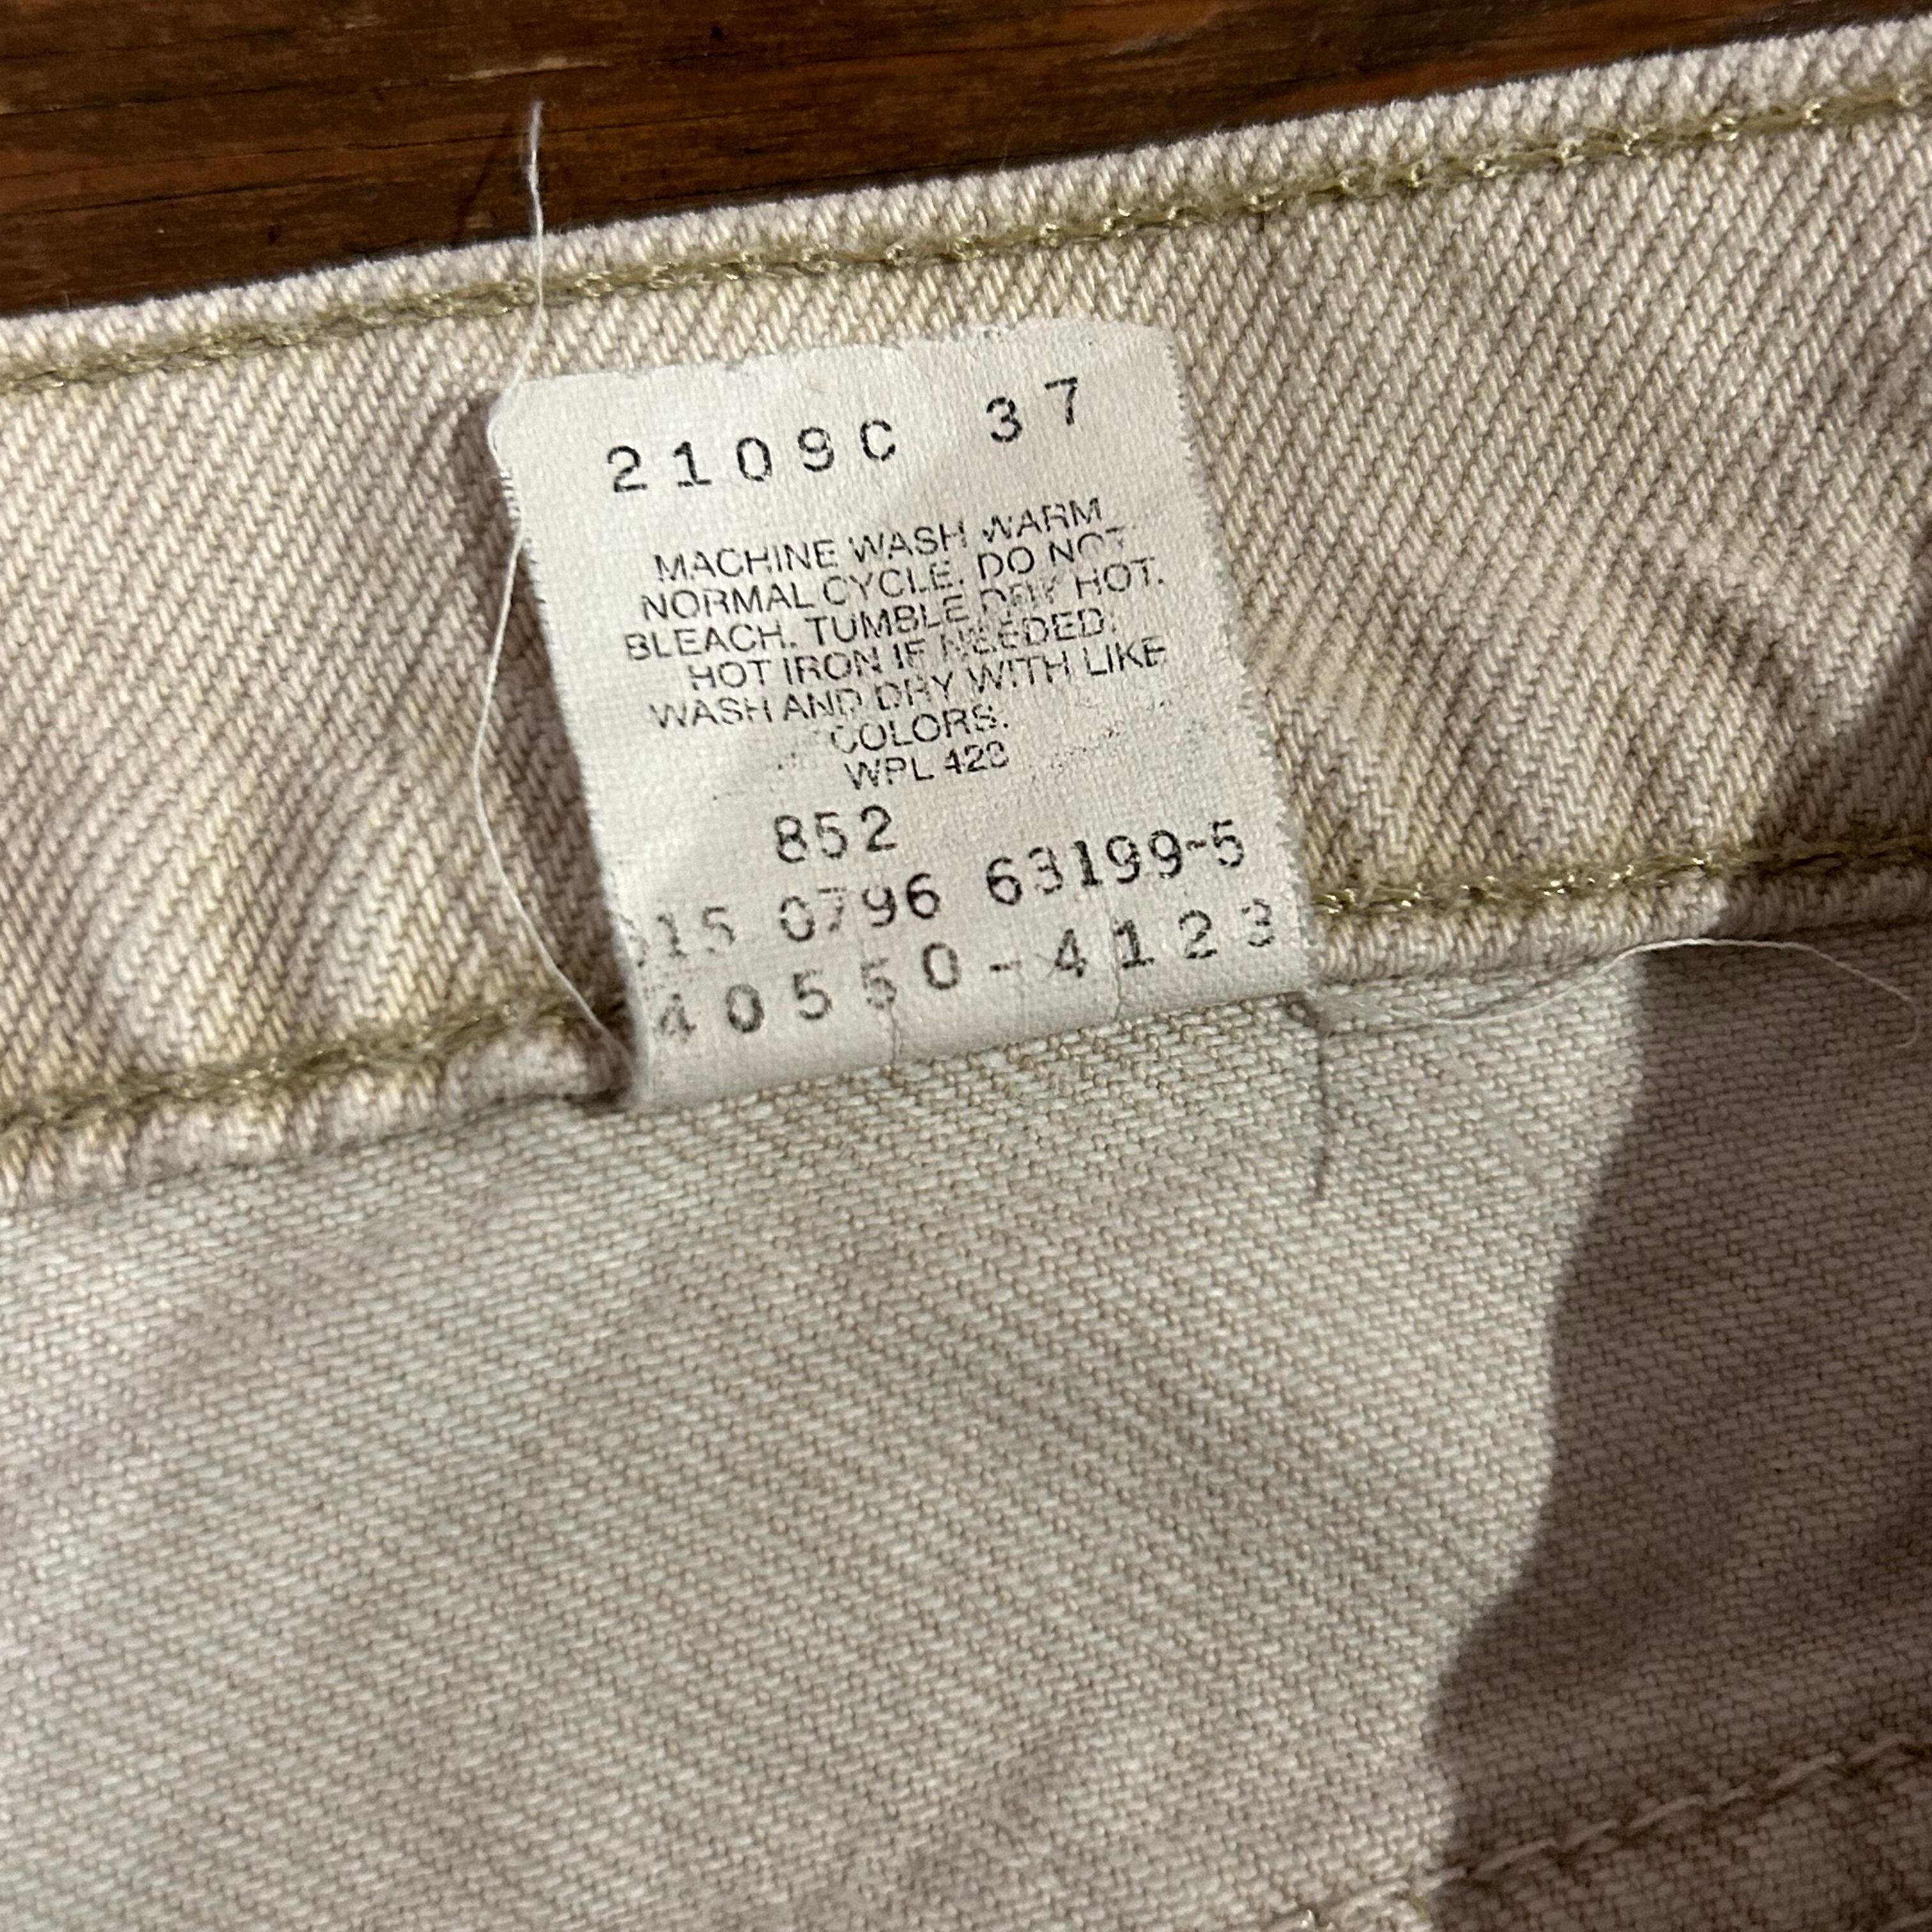 2109C 37
MACHINE WASH WARM
NORMAL CYCLE. DO NOT
BLEACH. TUMBLE DRY HOT.
HOT IRON IF NEEDED.
WASH AND DRY WITH LIKE
COLORS.
WPL 423
852
515 0796 63199-5
40550-4123